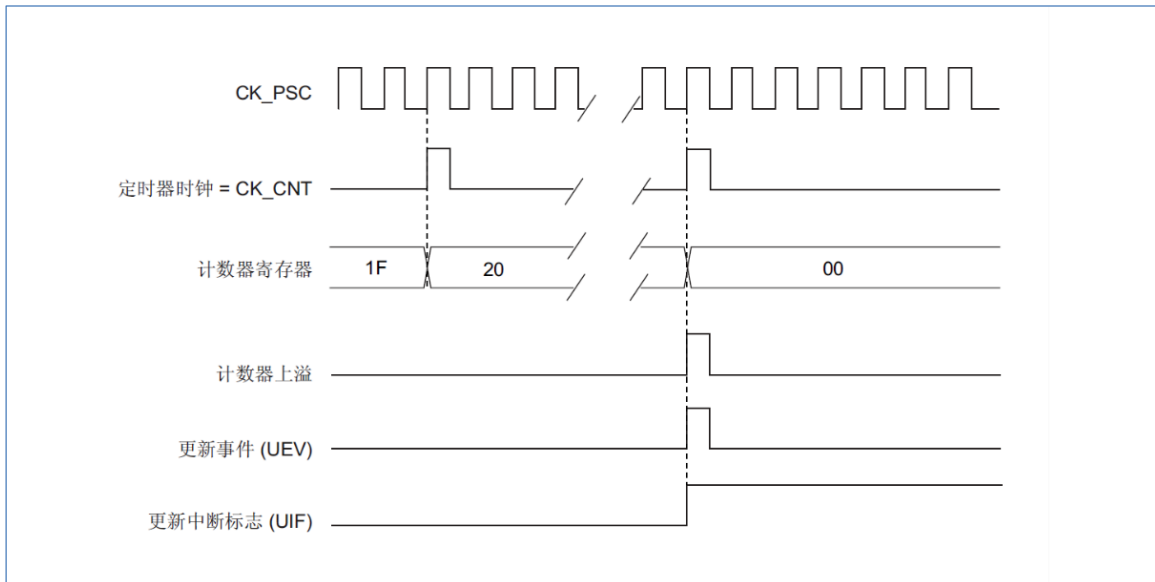 CK_PSC
定时器时钟 = CK_CNT
计数器寄存器
1F
20
00
计数器上溢
更新事件 (UEV)
更新中断标志 (UIF)